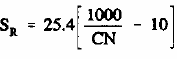 S_R = 25.4 [ 1000 / CN - 10 ]